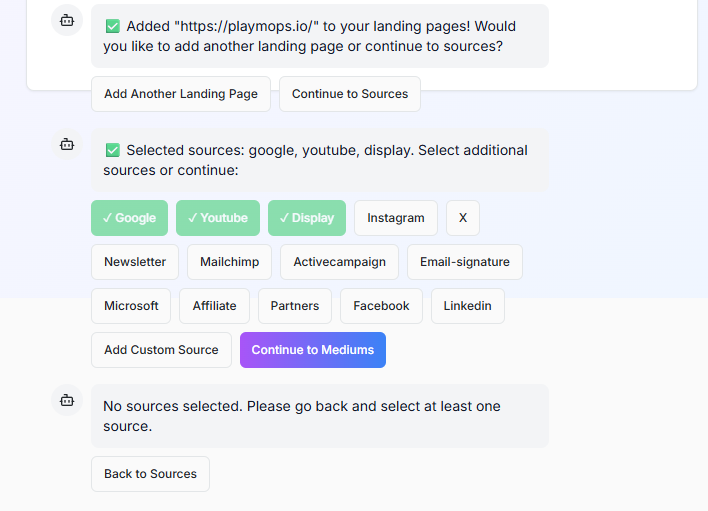 ✅ Added "https://playmops.io/" to your landing pages! Would
you like to add another landing page or continue to sources?
Add Another Landing Page
Continue to Sources
✅ Selected sources: google, youtube, display. Select additional
sources or continue:
✓ Google
✓ Youtube
✓ Display
Instagram
X
Newsletter
Mailchimp
Activecampaign
Email-signature
Microsoft
Affiliate
Partners
Facebook
Linkedin
Add Custom Source
Continue to Mediums
No sources selected. Please go back and select at least one
source.
Back to Sources